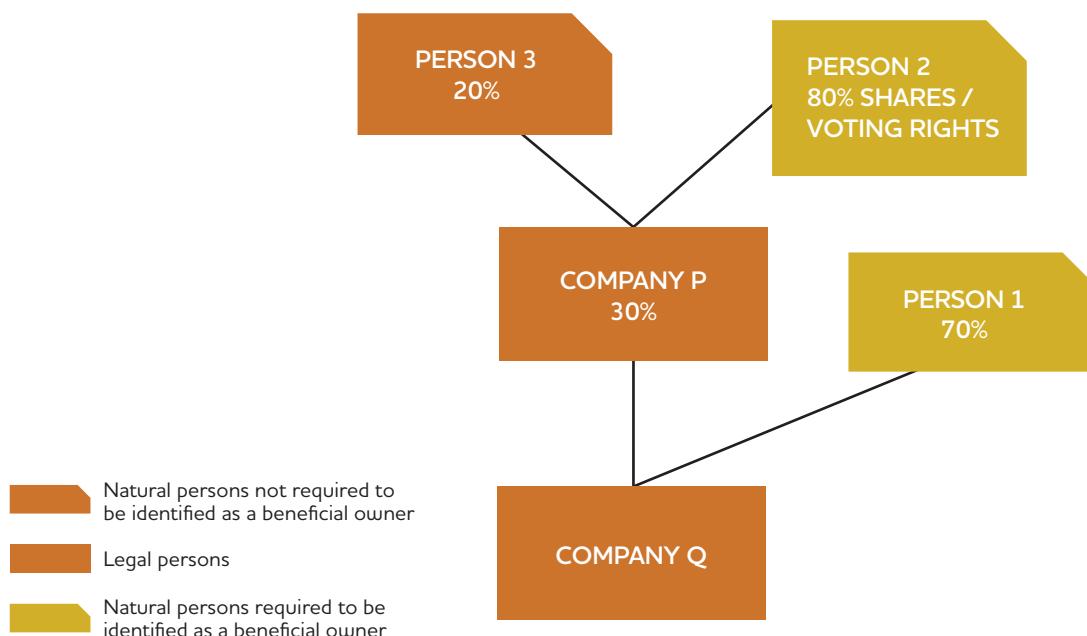 PERSON 3
20%
PERSON 2
80% SHARES /
VOTING RIGHTS
COMPANY P
30%
PERSON 1
70%
COMPANY Q
Natural persons not required to
be identified as a beneficial owner
Legal persons
Natural persons required to be
identified as a beneficial owner